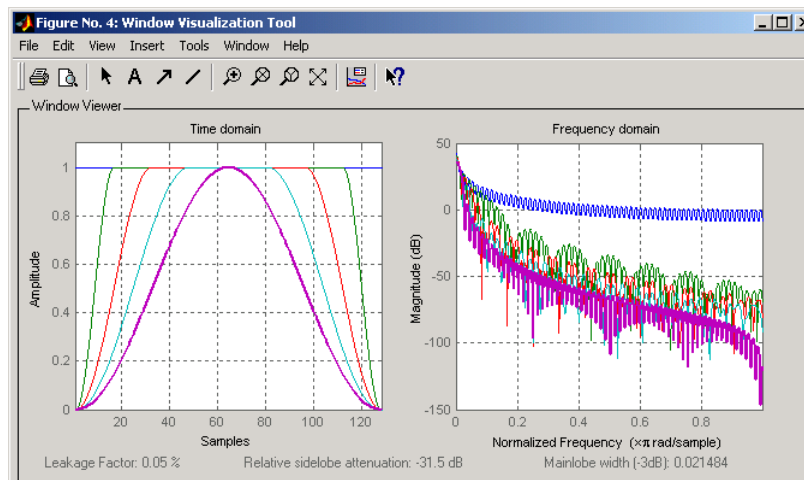 Figure No. 4: Window Visualization Tool
File Edit View Insert Tools Window Help
A
Window Viewer
Time domain
Frequency domain
1
0.8
0.6
0.4
0.2
0
Amplitude
20 40 60 80 100 120
Samples
50
0
-50
-100
-150
Magnitude (dB)
0 0.2 0.4 0.6 0.8
Normalized Frequency (×π rad/sample)
Leakage Factor: 0.05 % Relative sidelobe attenuation: -31.5 dB Mainlobe width (-3dB): 0.021484